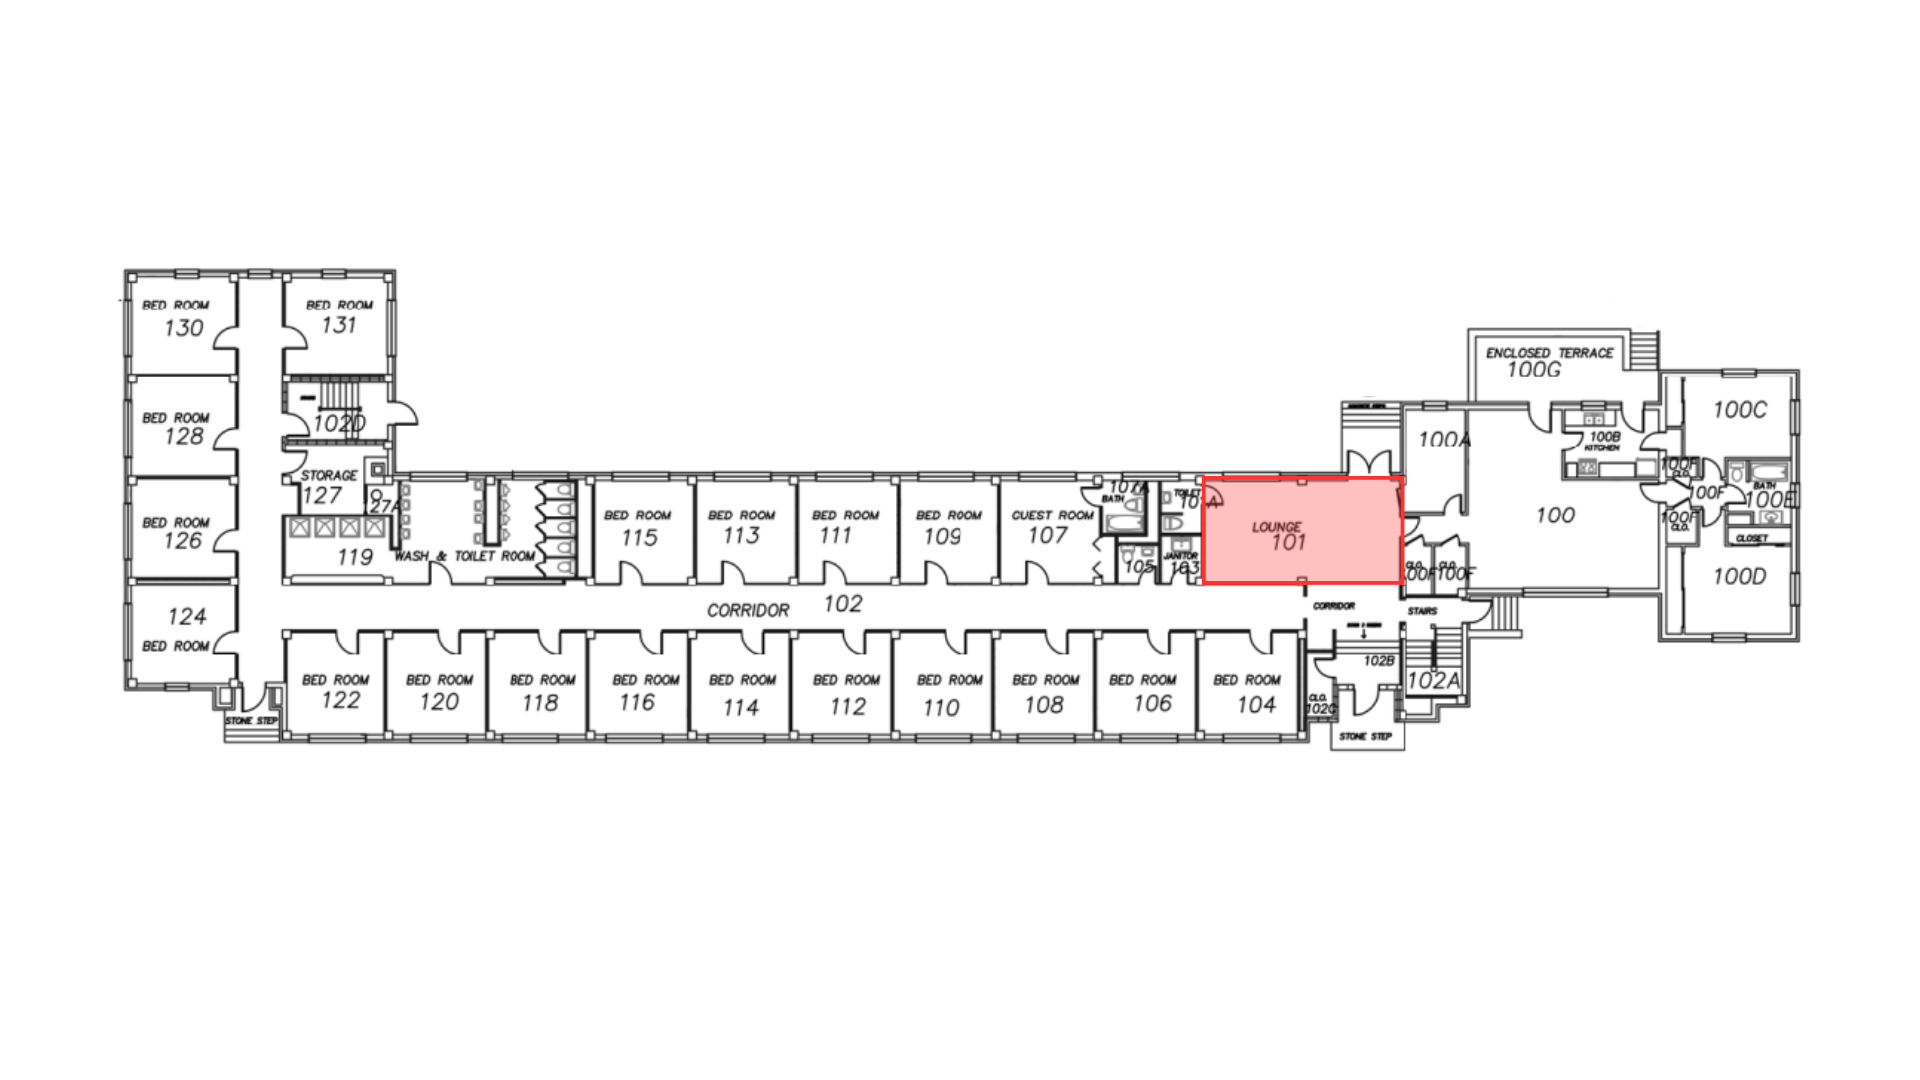 BED ROOM
130
BED ROOM
131
BED ROOM
128
102D
STORAGE
127
27A
BED ROOM
126
119
WASH & TOILET ROOM
124
BED ROOM
BED ROOM
115
BED ROOM
113
BED ROOM
111
BED ROOM
109
GUEST ROOM
107
107A
BATH
105
TOILET
101A
JANITOR
103
LOUNGE
101
CORRIDOR
102
CORRIDOR
STAIRS
102B
102A
CLO.
102C
STONE STEP
STONE STEP
BED ROOM
122
BED ROOM
120
BED ROOM
118
BED ROOM
116
BED ROOM
114
BED ROOM
112
BED ROOM
110
BED ROOM
108
BED ROOM
106
BED ROOM
104
ENCLOSED TERRACE
100G
100A
100B
KITCHEN
100
100C
100F
CLO.
100F
100F
CLO.
BATH
100E
CLOSET
100D
CLO.
100F
CLO.
100F